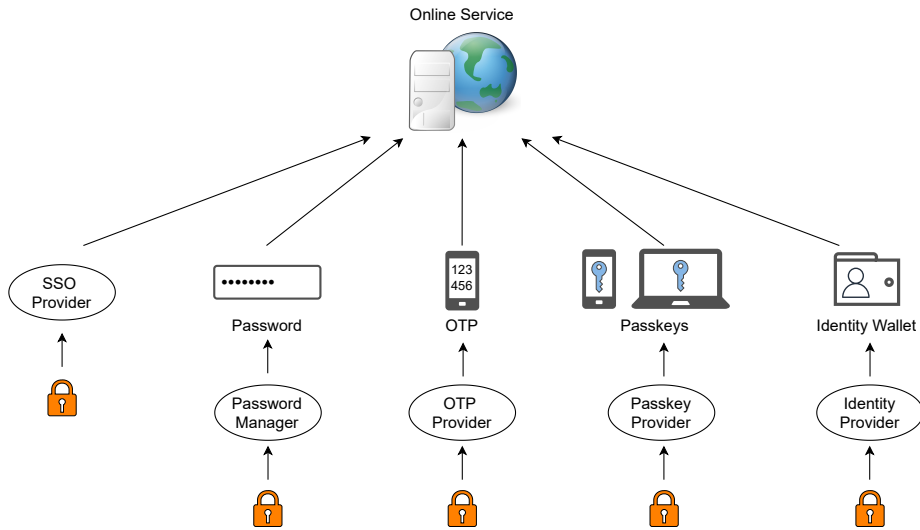 Online Service
SSO
Provider
••••••••
123
456
Password
OTP
Passkeys
Identity Wallet
Password
Manager
OTP
Provider
Passkey
Provider
Identity
Provider